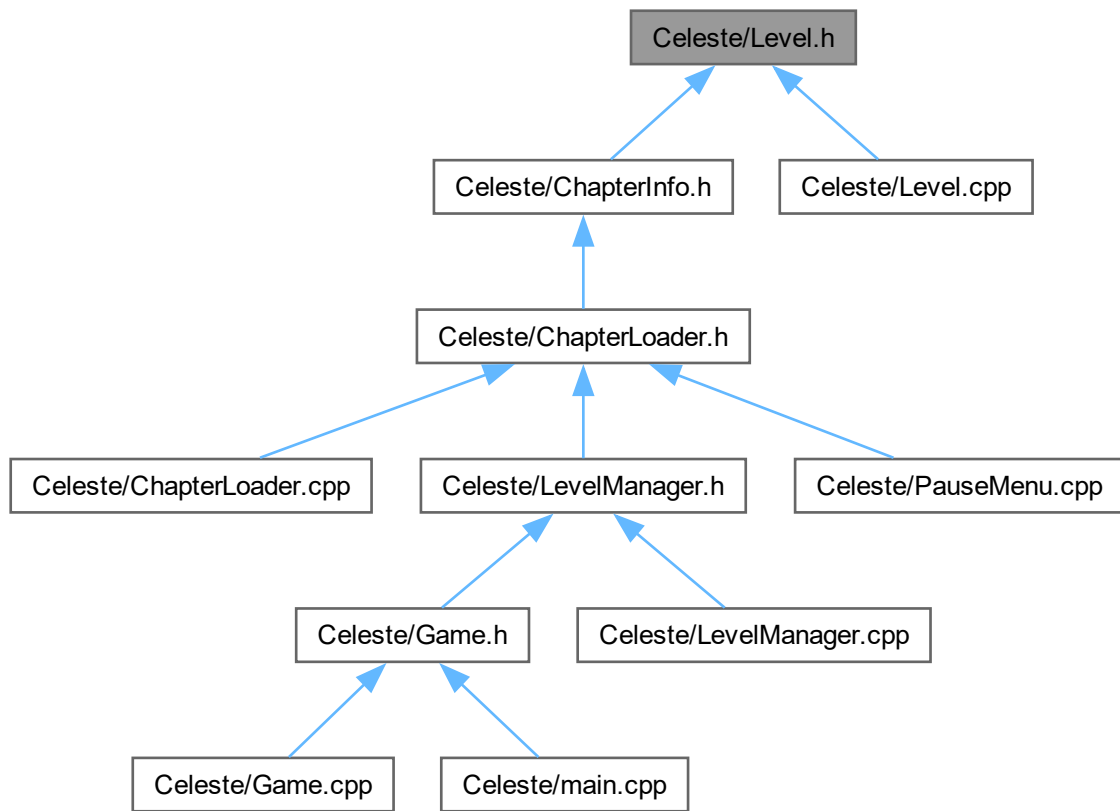 Celeste/Level.h
Celeste/ChapterInfo.h
Celeste/Level.cpp
Celeste/ChapterLoader.h
Celeste/ChapterLoader.cpp
Celeste/LevelManager.h
Celeste/PauseMenu.cpp
Celeste/Game.h
Celeste/LevelManager.cpp
Celeste/Game.cpp
Celeste/main.cpp